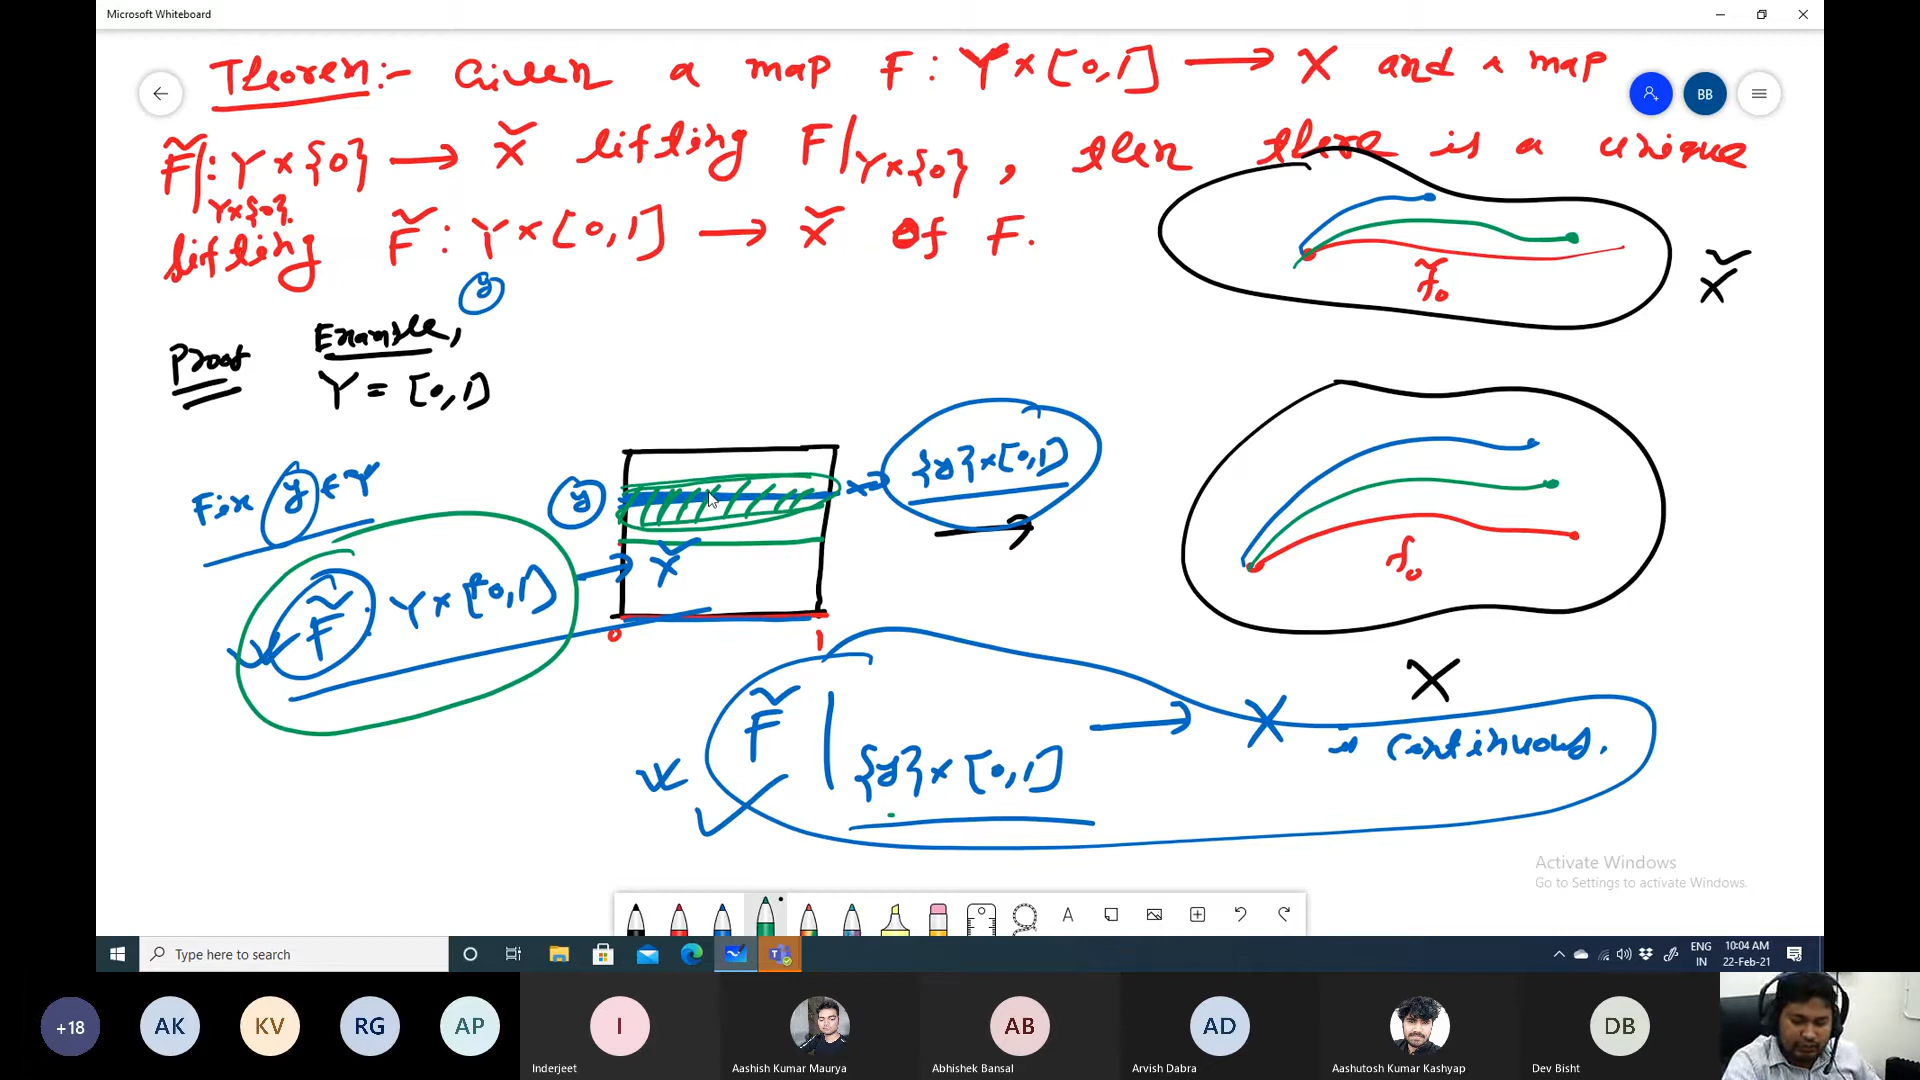 Microsoft Whiteboard
Theorem:- Given a map F : Y × [0,1] → X and a map
F̃|Y×{0} : Y × {0} → X̃ lifting F|Y×{0} , then there is a unique
lifting F̃ : Y × [0,1] → X̃ of F.
BB
y
Proof
Example,
Y = [0,1]
f̃₀
X̃
Fix y ∈ Y
y
{y}×[0,1]
F̃ : Y × [0,1] → X̃
0
1
f₀
X
F̃ | {y}×[0,1] → X is continuous.
Activate Windows
Go to Settings to activate Windows.
A
Type here to search
ENG
IN
10:04 AM
22-Feb-21
+18
AK
KV
RG
AP
I
Inderjeet
Aashish Kumar Maurya
AB
Abhishek Bansal
AD
Arvish Dabra
Aashutosh Kumar Kashyap
DB
Dev Bisht